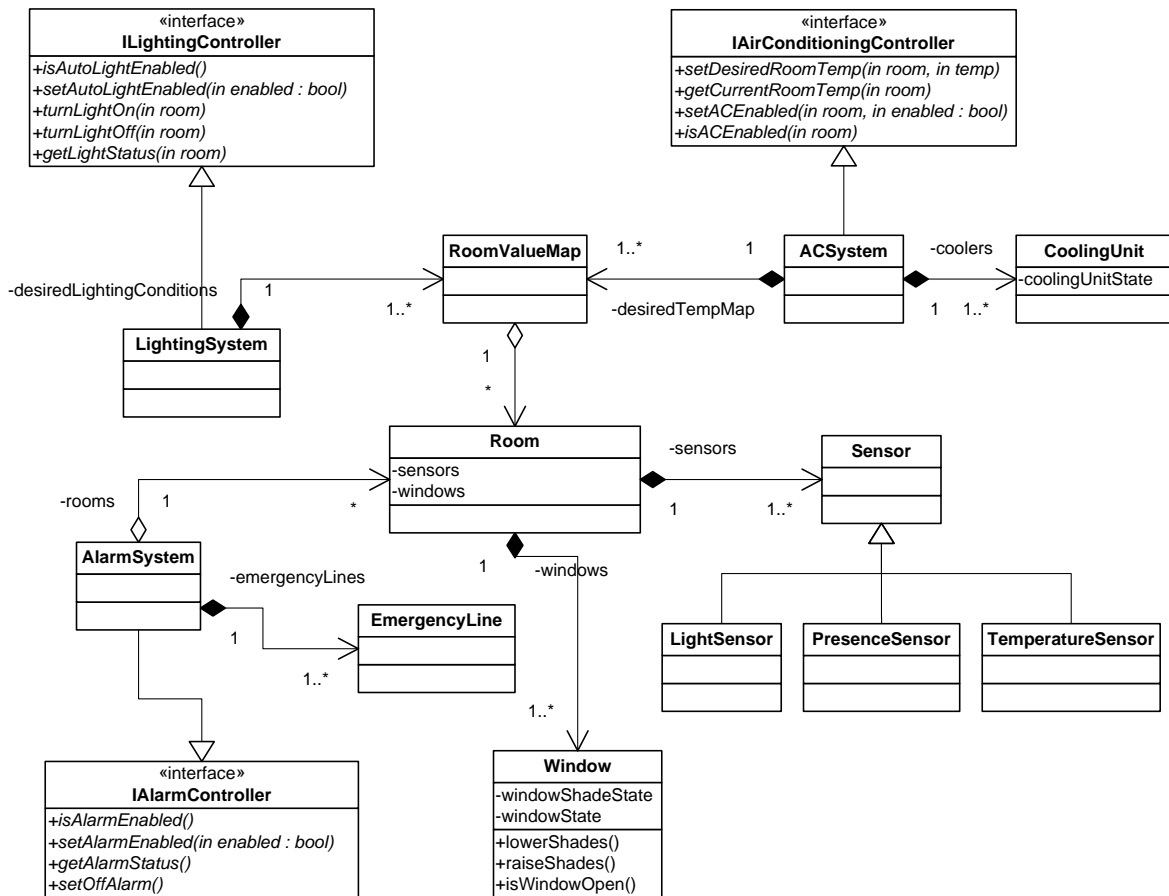 «interface»
ILightingController
+isAutoLightEnabled()
+setAutoLightEnabled(in enabled : bool)
+turnLightOn(in room)
+turnLightOff(in room)
+getLightStatus(in room)
«interface»
IAirConditioningController
+setDesiredRoomTemp(in room, in temp)
+getCurrentRoomTemp(in room)
+setACEnabled(in room, in enabled : bool)
+isACEnabled(in room)
-desiredLightingConditions
1
1..*
RoomValueMap
1..*
1
-desiredTempMap
ACSystem
-coolers
1
1..*
CoolingUnit
-coolingUnitState
LightingSystem
1
*
Room
-sensors
-windows
-sensors
1
1..*
Sensor
-rooms
1
*
AlarmSystem
-emergencyLines
1
1..*
EmergencyLine
1
-windows
1..*
LightSensor
PresenceSensor
TemperatureSensor
Window
-windowShadeState
-windowState
+lowerShades()
+raiseShades()
+isWindowOpen()
«interface»
IAlarmController
+isAlarmEnabled()
+setAlarmEnabled(in enabled : bool)
+getAlarmStatus()
+setOffAlarm()